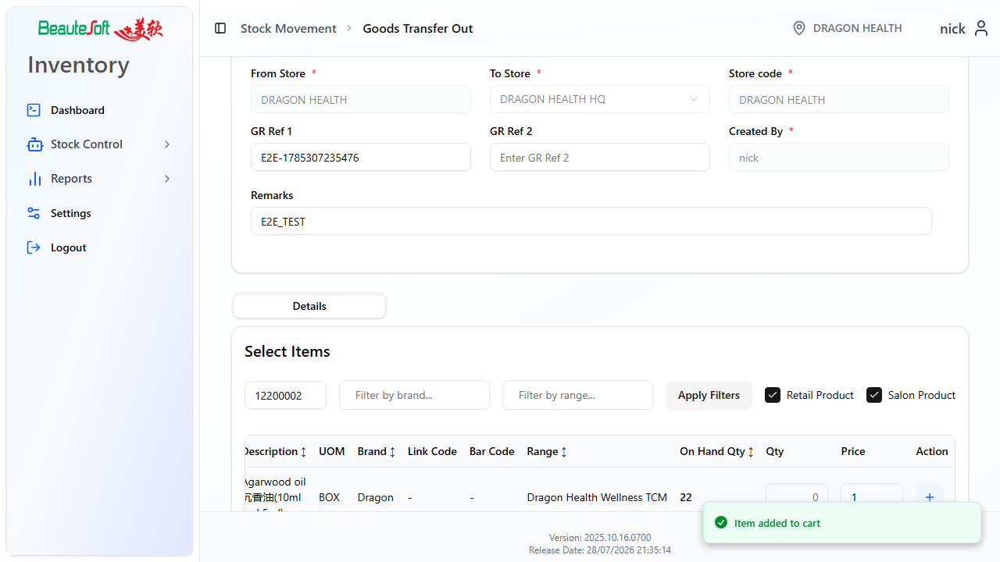 BeauteSoft 美软
Inventory
Dashboard
Stock Control
Reports
Settings
Logout
Stock Movement > Goods Transfer Out
DRAGON HEALTH
nick
From Store *
To Store *
Store code *
DRAGON HEALTH
DRAGON HEALTH HQ
DRAGON HEALTH
GR Ref 1
GR Ref 2
Created By *
E2E-1785307235476
Enter GR Ref 2
nick
Remarks
E2E_TEST
Details
Select Items
12200002
Filter by brand...
Filter by range...
Apply Filters
Retail Product
Salon Product
Description UOM Brand Link Code Bar Code Range On Hand Qty Qty Price Action
Agarwood oil
沉香油(10ml
BOX Dragon - - Dragon Health Wellness TCM 22 0 1 +
Item added to cart
Version: 2025.10.16.0700
Release Date: 28/07/2026 21:35:14